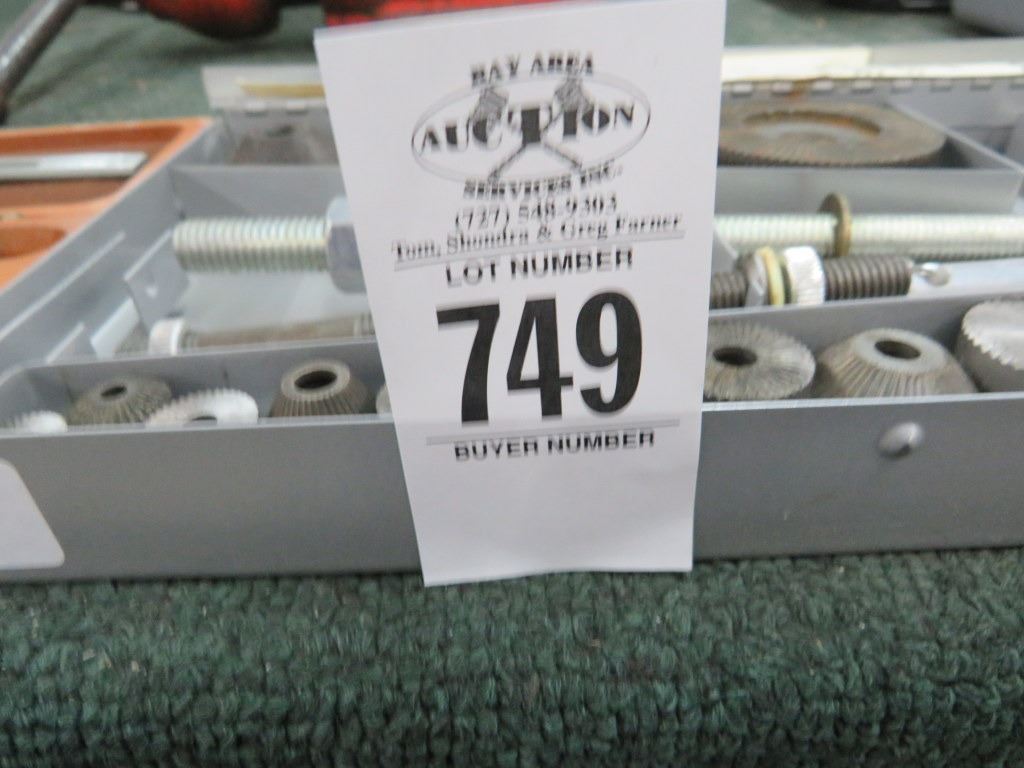 BAY AREA
AUCTION
SERVICES INC.
(727) 548-9303
Tom, Shondra & Greg Farner
LOT NUMBER
749
BUYER NUMBER